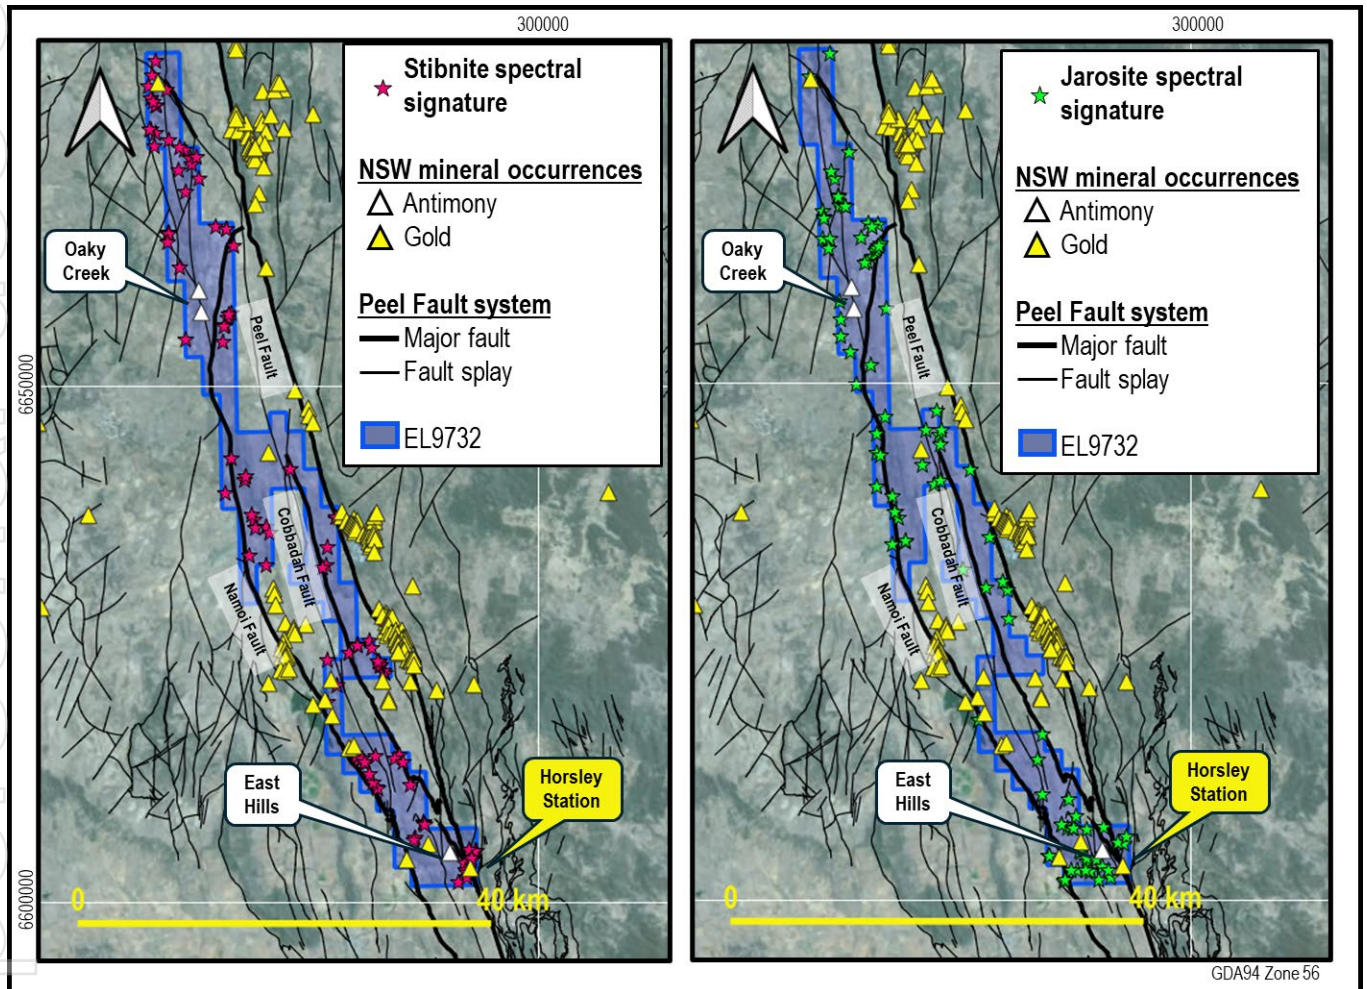 300000
300000
Stibnite spectral
signature
NSW mineral occurrences
Antimony
Gold
Peel Fault system
Major fault
Fault splay
EL9732
Oaky
Creek
Peel Fault
6650000
Cobbadah Fault
Namoi Fault
East
Hills
Horsley
Station
6600000
0
40 km
Jarosite spectral
signature
NSW mineral occurrences
Antimony
Gold
Peel Fault system
Major fault
Fault splay
EL9732
Oaky
Creek
Peel Fault
Cobbadah Fault
Namoi Fault
East
Hills
Horsley
Station
0
40 km
GDA94 Zone 56